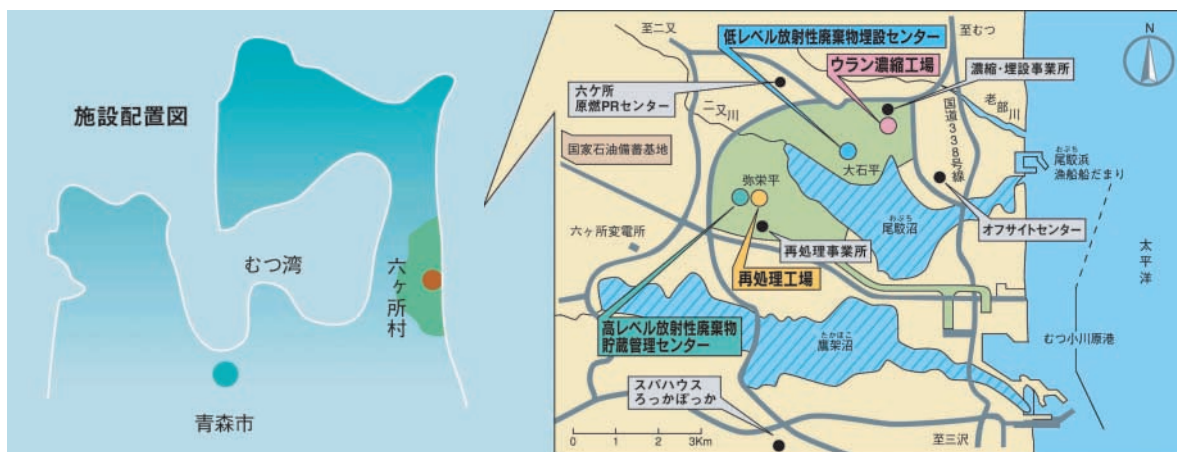 施設配置図
むつ湾
六ヶ所村
青森市
至二又
低レベル放射性廃棄物埋設センター
至むつ
N
ウラン濃縮工場
濃縮・埋設事業所
六ケ所
原燃PRセンター
二又川
国道338号線
老部川
国家石油備蓄基地
大石平
おぶち
尾駮浜
漁船船だまり
弥栄平
おぶち
尾駮沼
オフサイトセンター
六ヶ所変電所
再処理事業所
太平洋
再処理工場
高レベル放射性廃棄物
貯蔵管理センター
たかほこ
鷹架沼
むつ小川原港
スパハウス
ろっかぽっか
0 1 2 3Km
至三沢